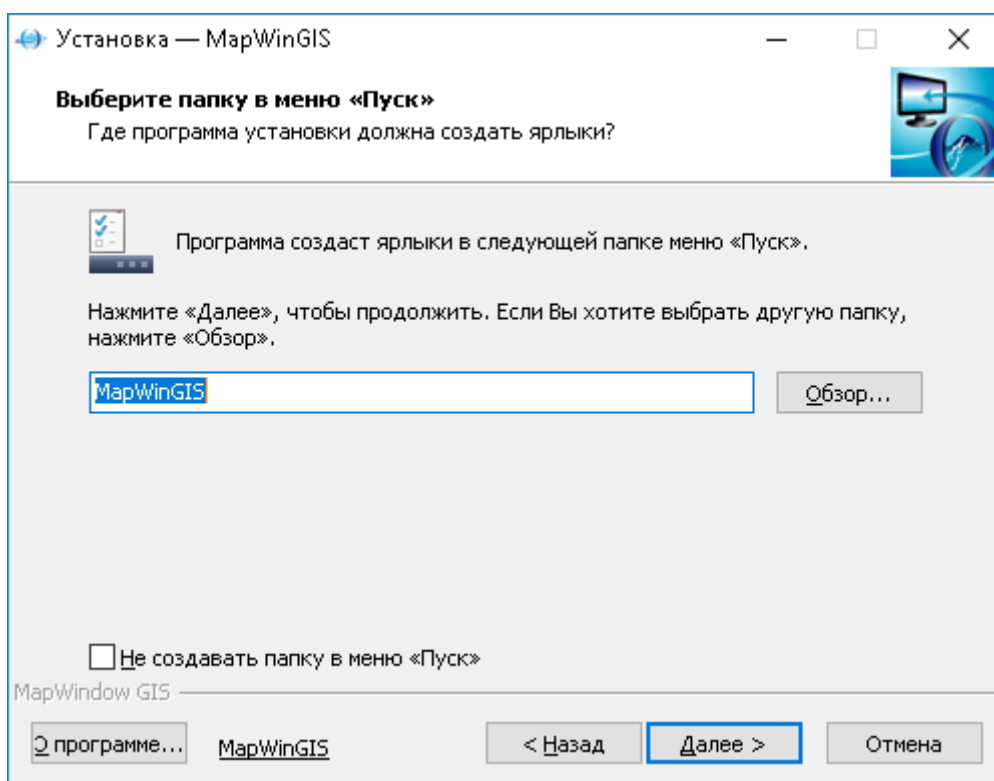 Установка — MapWinGIS
Выберите папку в меню «Пуск»
Где программа установки должна создать ярлыки?
Программа создаст ярлыки в следующей папке меню «Пуск».
Нажмите «Далее», чтобы продолжить. Если Вы хотите выбрать другую папку,
нажмите «Обзор».
MapWinGIS
Обзор...
Не создавать папку в меню «Пуск»
MapWindow GIS
О программе...
MapWinGIS
< Назад
Далее >
Отмена